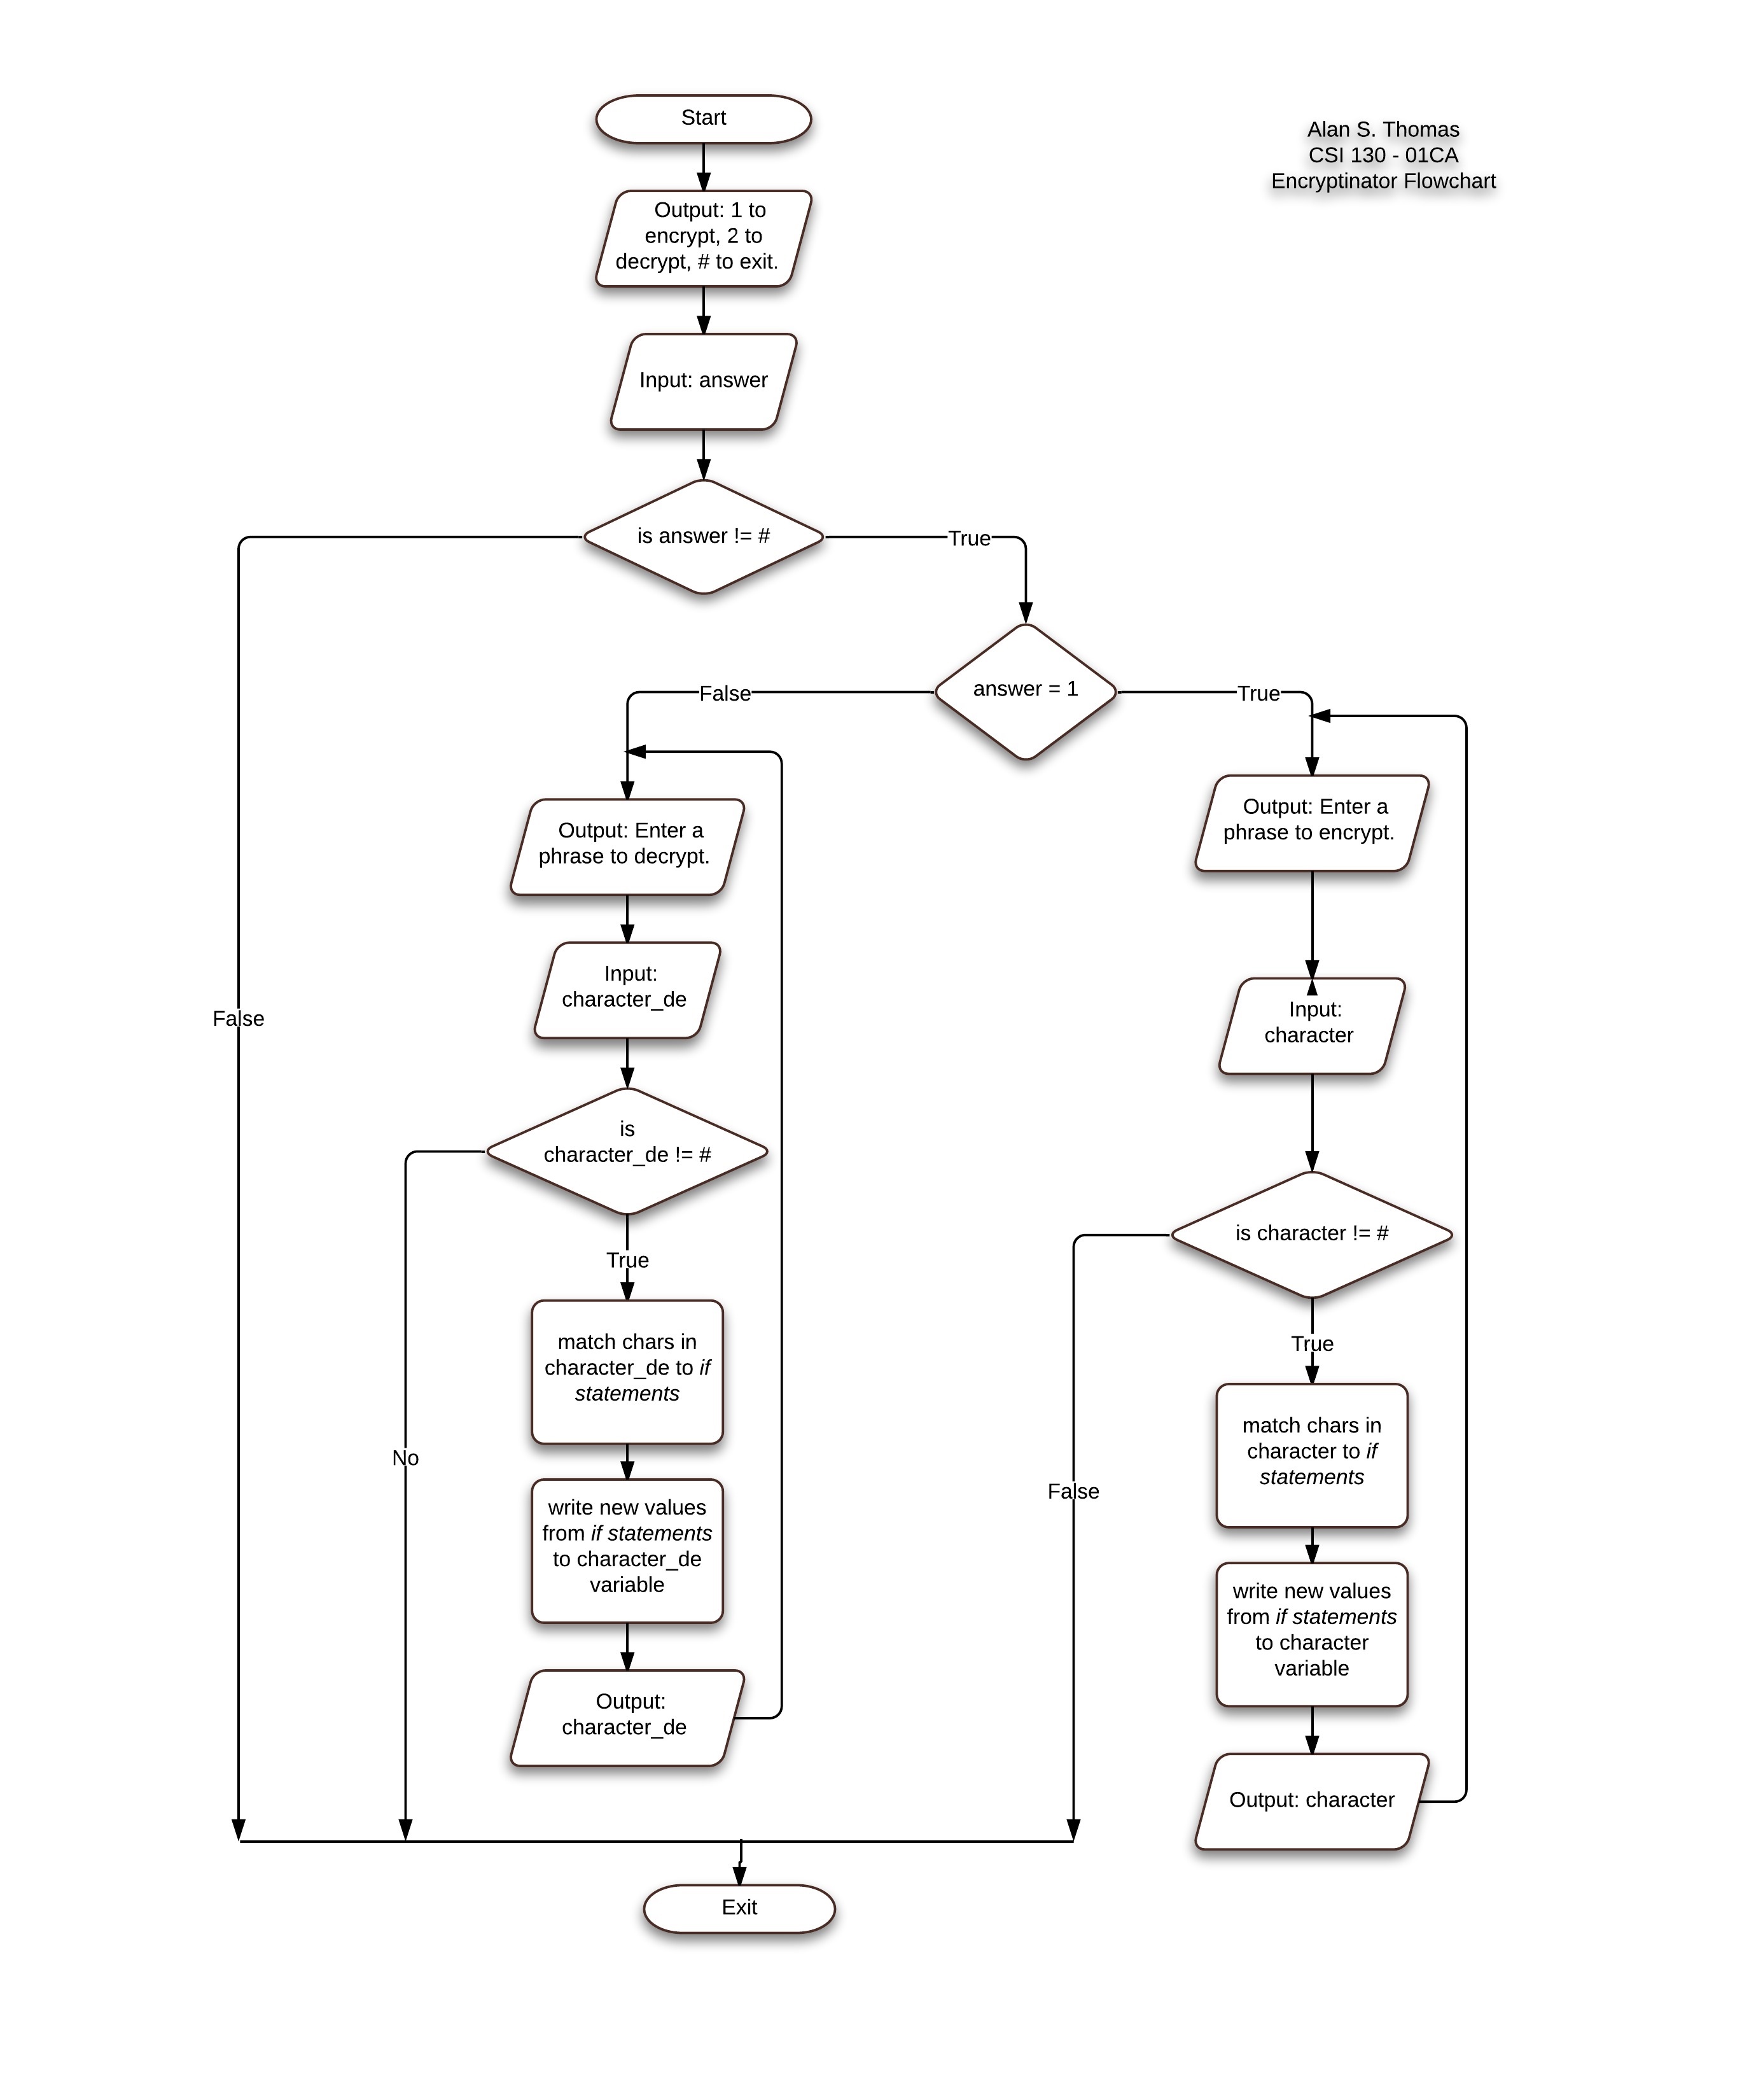 Start
Alan S. Thomas
CSI 130 - 01CA
Encryptinator Flowchart
Output: 1 to
encrypt, 2 to
decrypt, # to exit.
Input: answer
is answer != #
True
answer = 1
False
True
Output: Enter a
phrase to decrypt.
Output: Enter a
phrase to encrypt.
Input:
character_de
Input:
character
False
is
character_de != #
is character != #
True
True
match chars in
character_de to if
statements
match chars in
character to if
statements
No
False
write new values
from if statements
to character_de
variable
write new values
from if statements
to character
variable
Output:
character_de
Output: character
Exit